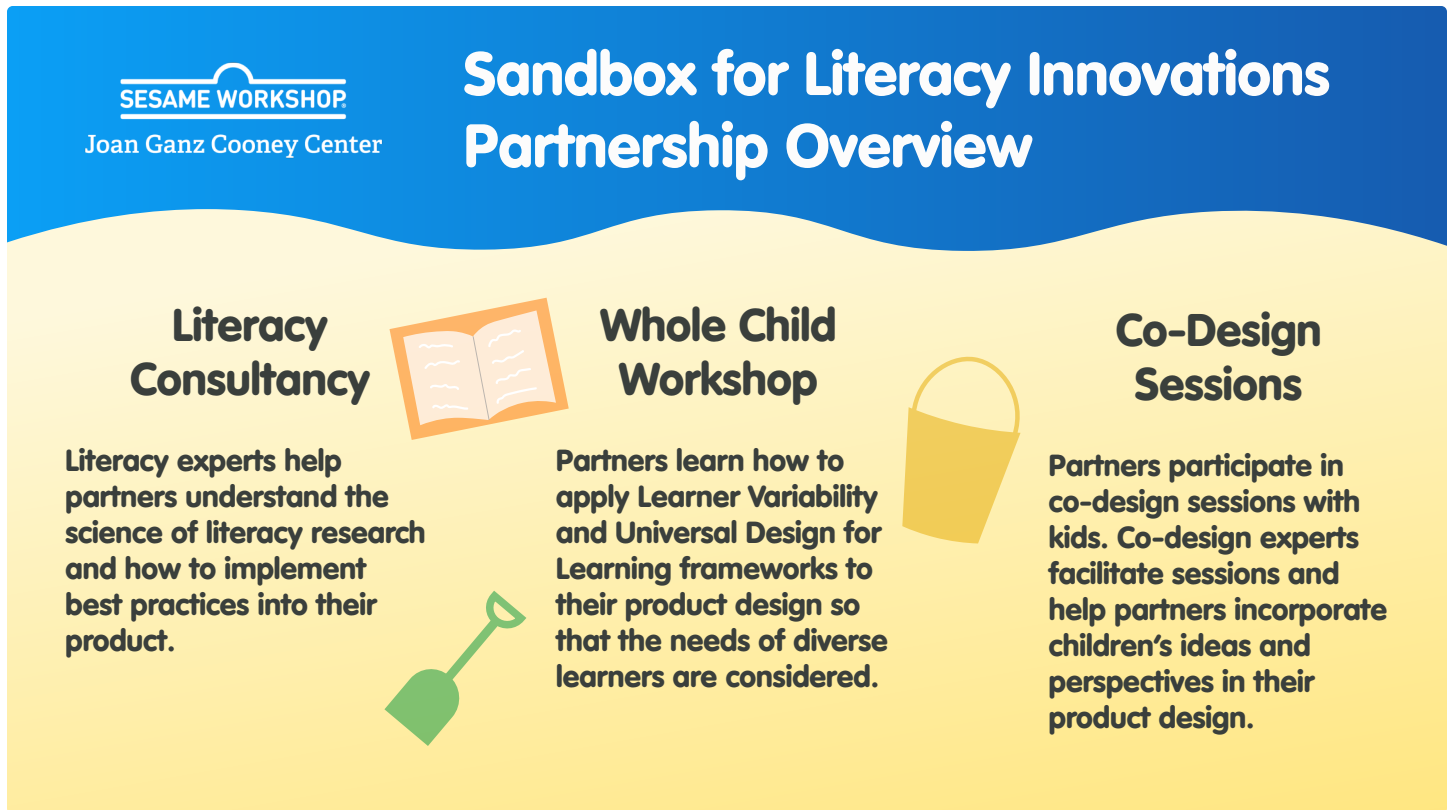 SESAME WORKSHOP®
Joan Ganz Cooney Center
Sandbox for Literacy Innovations
Partnership Overview
Literacy
Consultancy
Literacy experts help
partners understand the
science of literacy research
and how to implement
best practices into their
product.
Whole Child
Workshop
Partners learn how to
apply Learner Variability
and Universal Design for
Learning frameworks to
their product design so
that the needs of diverse
learners are considered.
Co-Design
Sessions
Partners participate in
co-design sessions with
kids. Co-design experts
facilitate sessions and
help partners incorporate
children's ideas and
perspectives in their
product design.